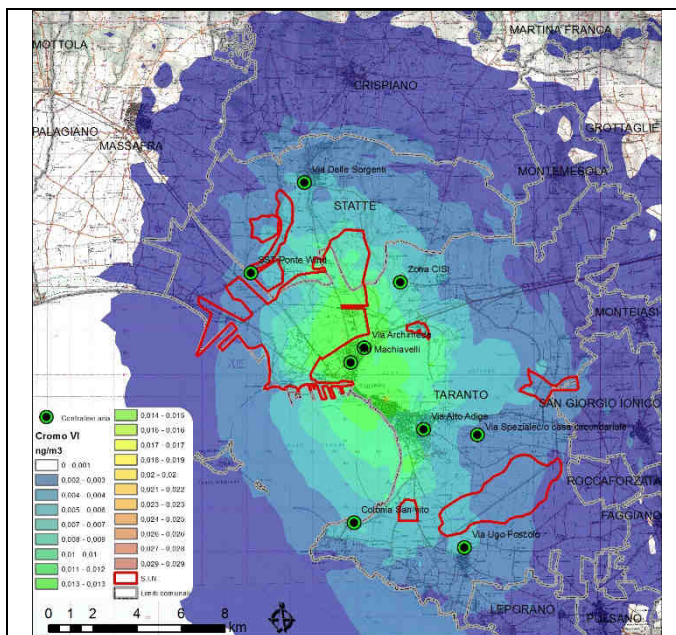 MARTINA FRANCA
MOTTOLA
CRISPIANO
PALAGIANO
MASSAFRA
GROTTAGLIE
MONTEMESOLA
Via Delle Sorgenti
STATTE
SST-Ponte Wind
Zona CISI
MONTEIASI
Via Archimede
Machiavelli
TARANTO
SAN GIORGIO IONICO
Via Alto Adige
Via Speziale c/o casa circondariale
ROCCAFORZATA
FAGGIANO
Colonia San Vito
Via Ugo Foscolo
LEPORANO
PULSANO
Centraline aria
Cromo VI
ng/m3
0 - 0,001
0,002 - 0,003
0,004 - 0,004
0,005 - 0,006
0,007 - 0,007
0,008 - 0,009
0,01 - 0,01
0,011 - 0,012
0,013 - 0,013
0,014 - 0,015
0,016 - 0,016
0,017 - 0,017
0,018 - 0,019
0,02 - 0,02
0,021 - 0,022
0,023 - 0,023
0,024 - 0,025
0,026 - 0,026
0,027 - 0,028
0,029 - 0,029
S.I.N.
Limiti comunali
0 1 2 4 6 8
km